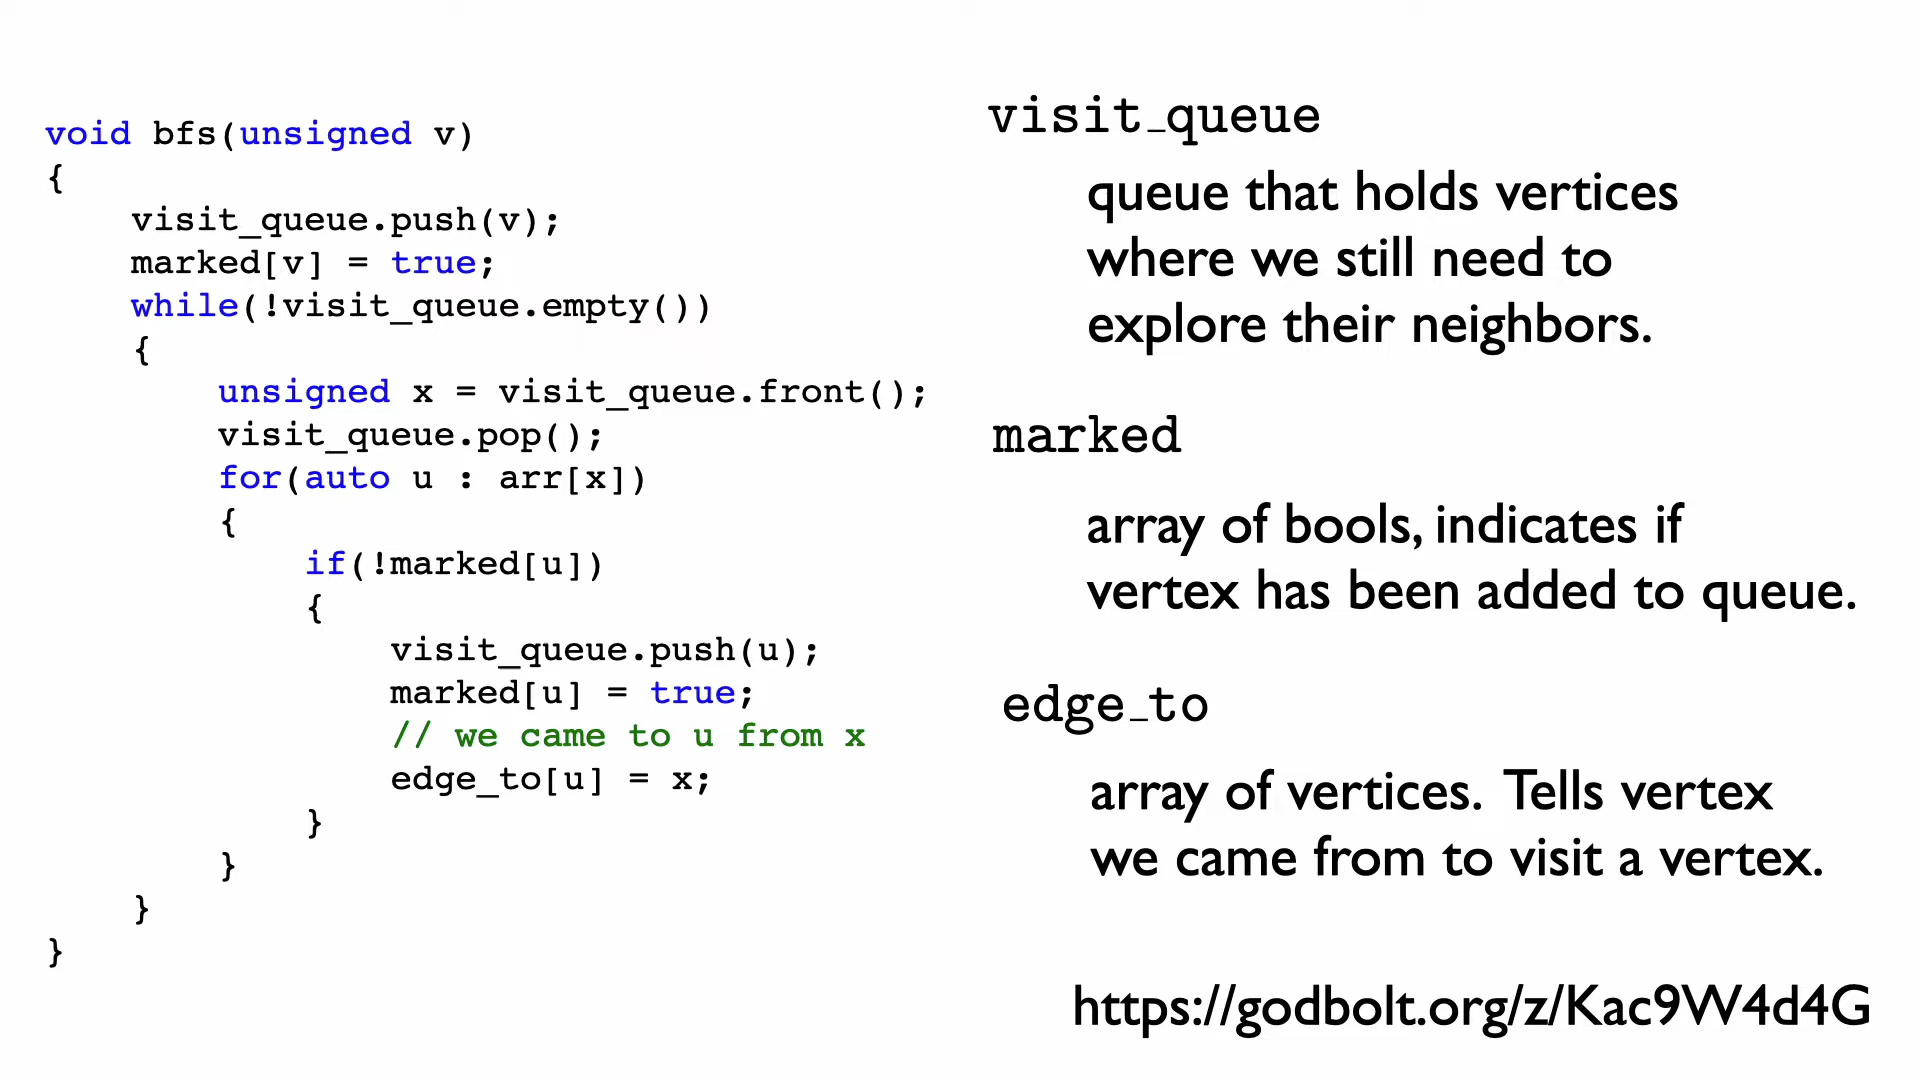 void bfs(unsigned v)
{
    visit_queue.push(v);
    marked[v] = true;
    while(!visit_queue.empty())
    {
        unsigned x = visit_queue.front();
        visit_queue.pop();
        for(auto u : arr[x])
        {
            if(!marked[u])
            {
                visit_queue.push(u);
                marked[u] = true;
                // we came to u from x
                edge_to[u] = x;
            }
        }
    }
}
visit_queue
queue that holds vertices
where we still need to
explore their neighbors.
marked
array of bools, indicates if
vertex has been added to queue.
edge_to
array of vertices. Tells vertex
we came from to visit a vertex.
https://godbolt.org/z/Kac9W4d4G